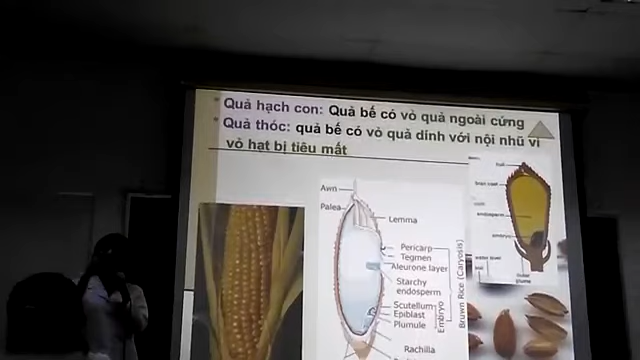 Quả hạch con: Quả bế có vỏ quả ngoài cứng
Quả thóc: quả bế có vỏ quả dính với nội nhũ vì
vỏ hạt bị tiêu mất
Awn
Palea
Lemma
Pericarp
Tegmen
Aleurone layer
Starchy
endosperm
Scutellum
Epiblast
Plumule
Embryo
Brown Rice (Caryosis)
Rachilla
endosperm
embryo